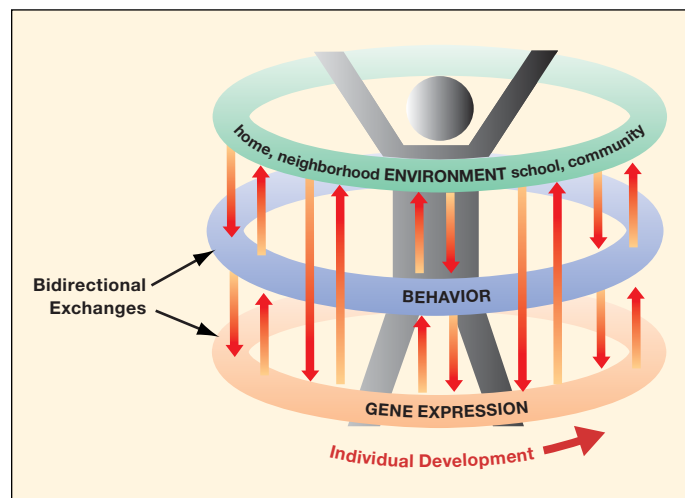 home, neighborhood ENVIRONMENT school, community
BEHAVIOR
Bidirectional
Exchanges
GENE EXPRESSION
Individual Development